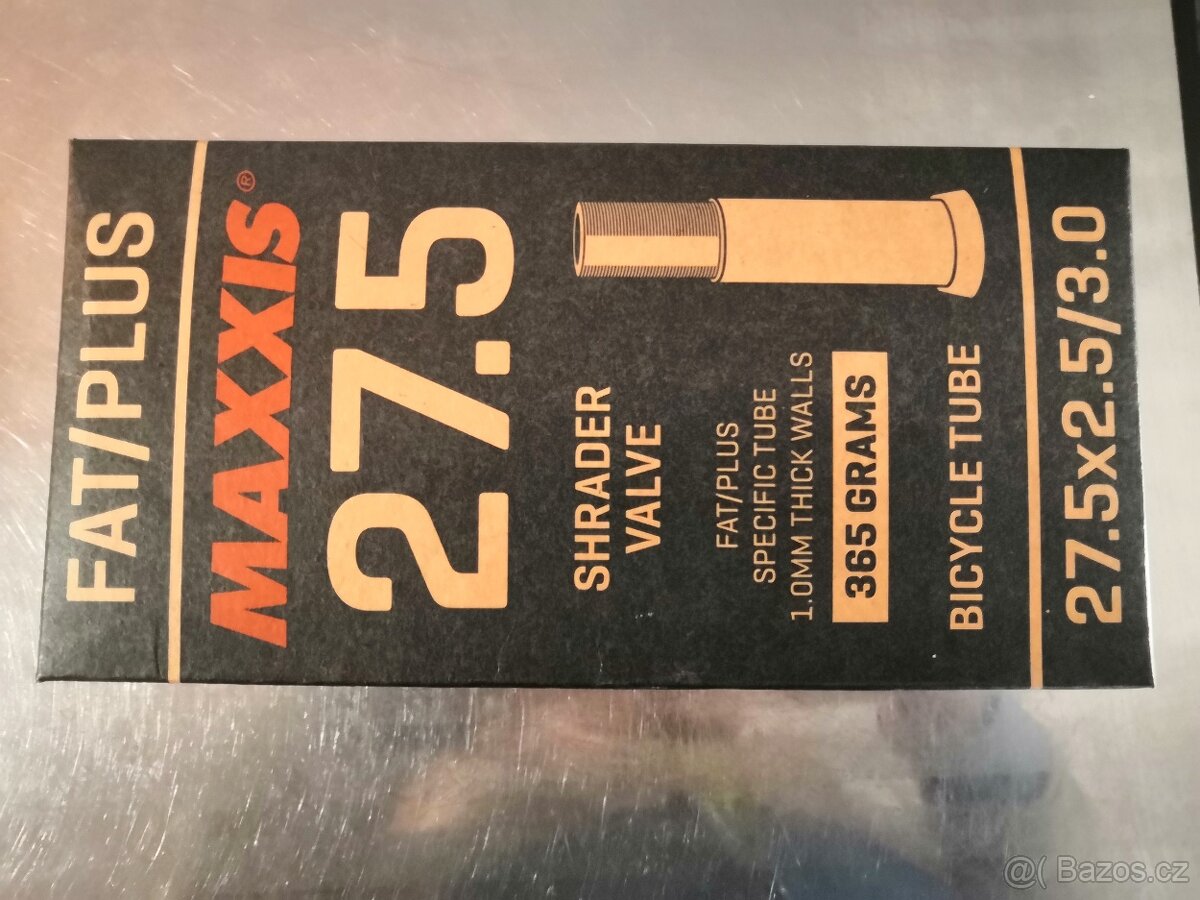 FAT/PLUS
MAXXIS®
27.5
SHRADER
VALVE
FAT/PLUS
SPECIFIC TUBE
1.0MM THICK WALLS
365 GRAMS
BICYCLE TUBE
27.5x2.5/3.0
@( Bazos.cz